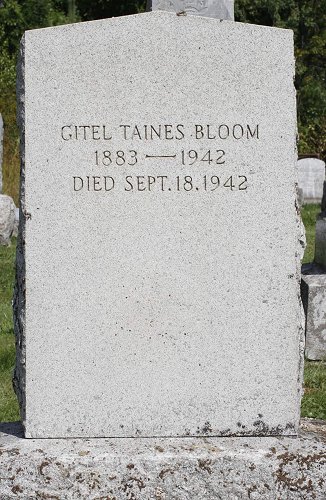 GITEL TAINES BLOOM
1883 — 1942
DIED SEPT. 18, 1942